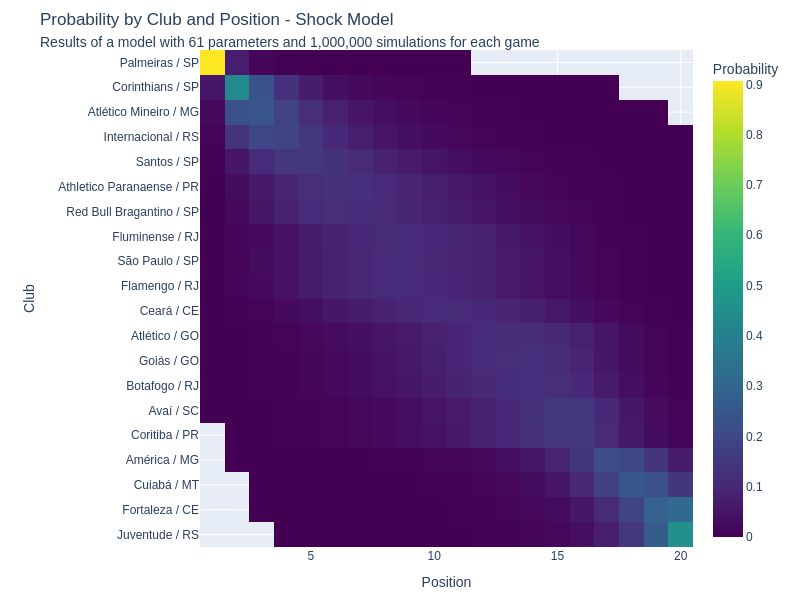 Probability by Club and Position - Shock Model
Results of a model with 61 parameters and 1,000,000 simulations for each game
Palmeiras / SP
Corinthians / SP
Atlético Mineiro / MG
Internacional / RS
Santos / SP
Athletico Paranaense / PR
Red Bull Bragantino / SP
Fluminense / RJ
São Paulo / SP
Flamengo / RJ
Ceará / CE
Atlético / GO
Goiás / GO
Botafogo / RJ
Avaí / SC
Coritiba / PR
América / MG
Cuiabá / MT
Fortaleza / CE
Juventude / RS
Club
5
10
15
20
Position
Probability
0.9
0.8
0.7
0.6
0.5
0.4
0.3
0.2
0.1
0